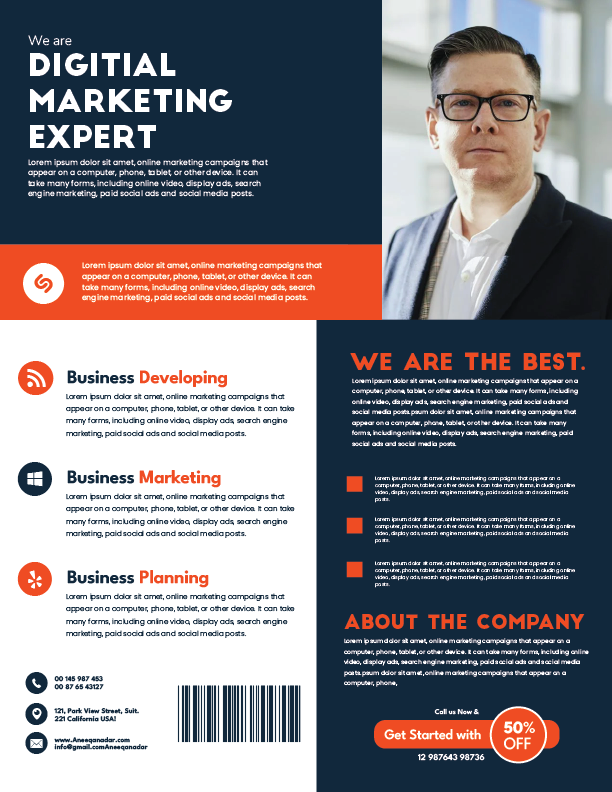 We are
DIGITIAL
MARKETING
EXPERT
Lorem ipsum dolor sit amet, online marketing campaigns that
appear on a computer, phone, tablet, or other device. It can
take many forms, including online video, display ads, search
engine marketing, paid social ads and social media posts.
Lorem ipsum dolor sit amet, online marketing campaigns that
appear on a computer, phone, tablet, or other device. It can
take many forms, including online video, display ads, search
engine marketing, paid social ads and social media posts.
Business Developing
Lorem ipsum dolor sit amet, online marketing campaigns that
appear on a computer, phone, tablet, or other device. It can take
many forms, including online video, display ads, search engine
marketing, paid social ads and social media posts.
Business Marketing
Lorem ipsum dolor sit amet, online marketing campaigns that
appear on a computer, phone, tablet, or other device. It can take
many forms, including online video, display ads, search engine
marketing, paid social ads and social media posts.
Business Planning
Lorem ipsum dolor sit amet, online marketing campaigns that
appear on a computer, phone, tablet, or other device. It can take
many forms, including online video, display ads, search engine
marketing, paid social ads and social media posts.
00 145 987 453
00 87 65 43127
121, Park View Street, Suit.
221 California USA!
www.Aneeqanadar.com
info@gmail.comAneeqanadar
WE ARE THE BEST.
Lorem ipsum dolor sit amet, online marketing campaigns that appear on a
computer, phone, tablet, or other device. It can take many forms, including
online video, display ads, search engine marketing, paid social ads and
social media posts.psum dolor sit amet, online marketing campaigns that
appear on a computer, phone, tablet, or other device. It can take many
forms, including online video, display ads, search engine marketing, paid
social ads and social media posts.
Lorem ipsum dolor sit amet, online marketing campaigns that appear on a
computer, phone, tablet, or other device. It can take many forms, including online
video, display ads, search engine marketing, paid social ads and social media
posts.
Lorem ipsum dolor sit amet, online marketing campaigns that appear on a
computer, phone, tablet, or other device. It can take many forms, including online
video, display ads, search engine marketing, paid social ads and social media
posts.
Lorem ipsum dolor sit amet, online marketing campaigns that appear on a
computer, phone, tablet, or other device. It can take many forms, including online
video, display ads, search engine marketing, paid social ads and social media
posts.
ABOUT THE COMPANY
Lorem ipsum dolor sit amet, online marketing campaigns that appear on a
computer, phone, tablet, or other device. It can take many forms, including online
video, display ads, search engine marketing, paid social ads and social media
posts.psum dolor sit amet, online marketing campaigns that appear on a
computer, phone,
Call us Now &
Get Started with
50%
OFF
12 987643 98736